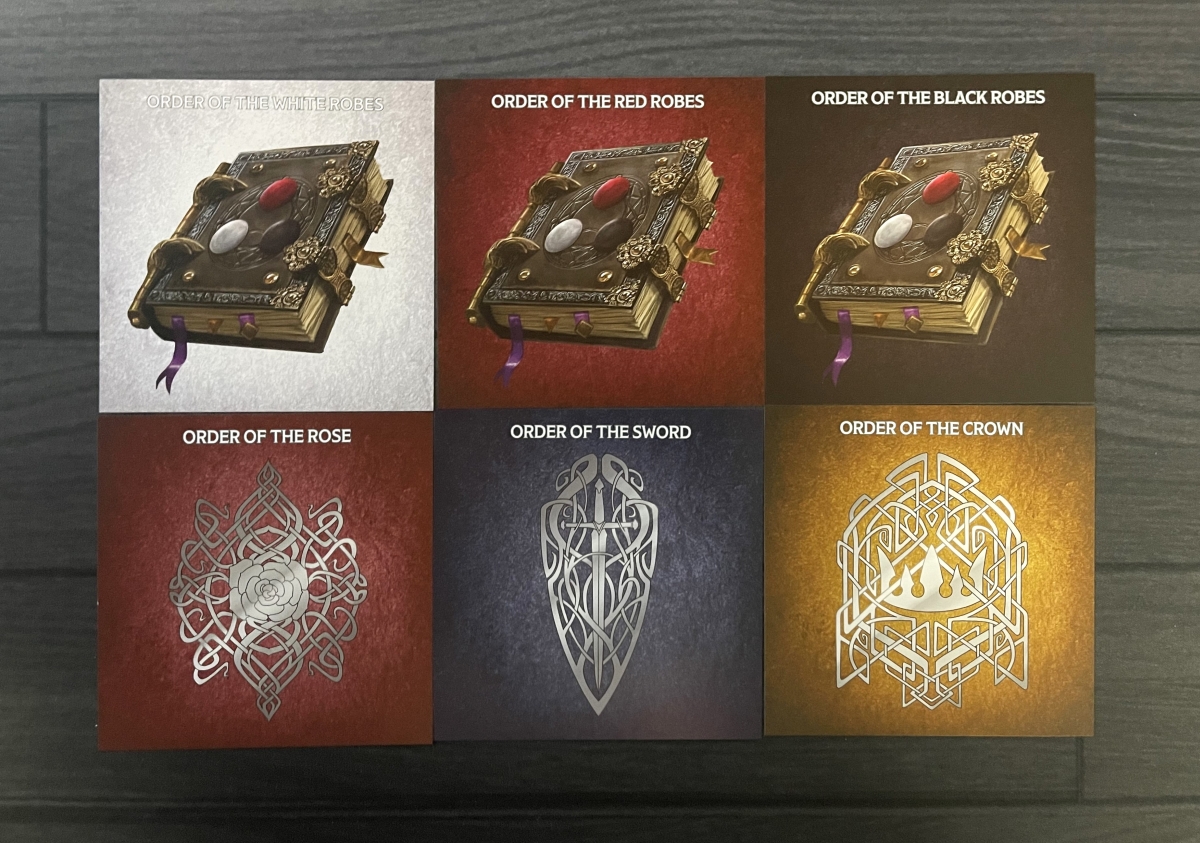 ORDER OF THE WHITE ROBES
ORDER OF THE RED ROBES
ORDER OF THE BLACK ROBES
ORDER OF THE ROSE
ORDER OF THE SWORD
ORDER OF THE CROWN